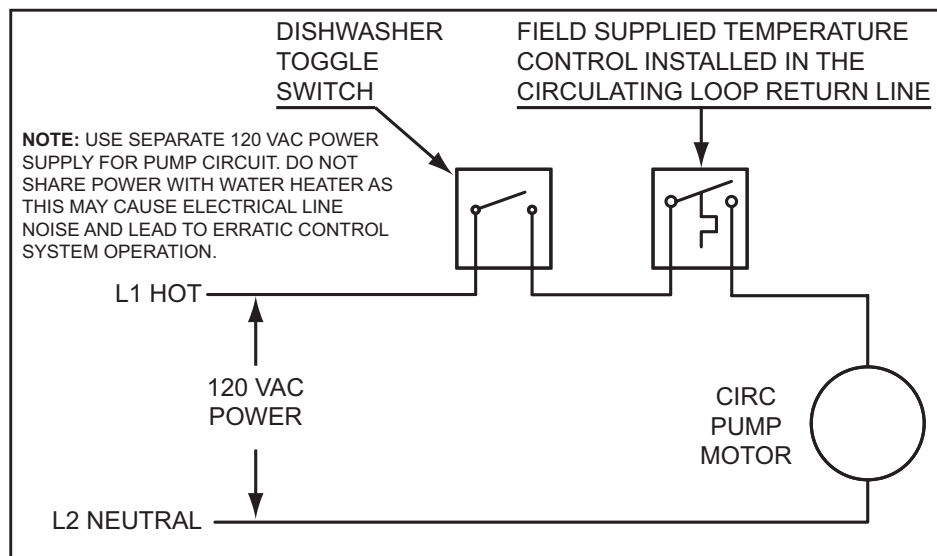 DISHWASHER
TOGGLE
SWITCH
FIELD SUPPLIED TEMPERATURE
CONTROL INSTALLED IN THE
CIRCULATING LOOP RETURN LINE
NOTE: USE SEPARATE 120 VAC POWER
SUPPLY FOR PUMP CIRCUIT. DO NOT
SHARE POWER WITH WATER HEATER AS
THIS MAY CAUSE ELECTRICAL LINE
NOISE AND LEAD TO ERRATIC CONTROL
SYSTEM OPERATION.
L1 HOT
120 VAC
POWER
CIRC
PUMP
MOTOR
L2 NEUTRAL